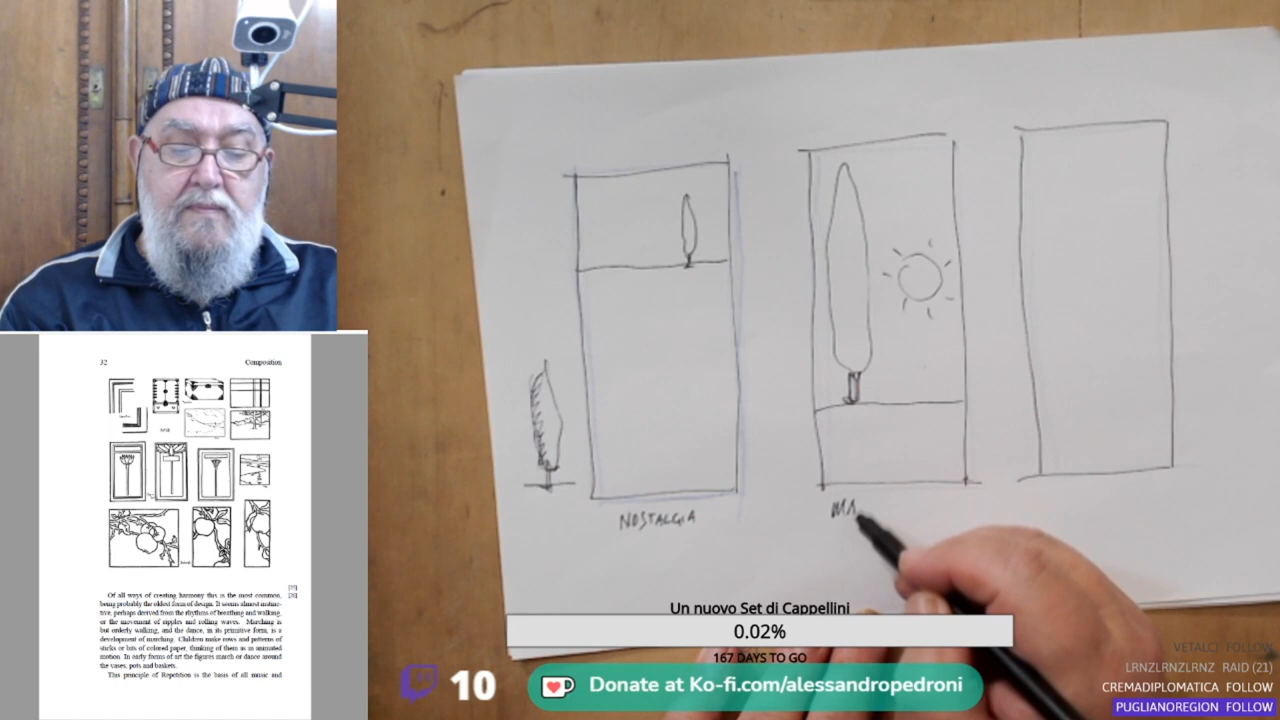 32 Composition
[25]
Of all ways of creating harmony this is the most common,
being probably the oldest form of design. It seems almost instinc-
tive, perhaps derived from the rhythms of breathing and walking,
or the movement of ripples and rolling waves. Marching is
but orderly walking, and the dance, in its primitive form, is a
development of marching. Children make rows and patterns of
sticks or bits of colored paper, thinking of them as in animated
motion. In early forms of art the figures march or dance around
the vases, pots and baskets.
This principle of Repetition is the basis of all music and
NOSTALGIA
MA
Un nuovo Set di Cappellini
0.02%
167 DAYS TO GO
10
Donate at Ko-fi.com/alessandropedroni
VETALCI FOLLOW
LRNZLRNZLRNZ RAID (21)
CREMADIPLOMATICA FOLLOW
PUGLIANOREGION FOLLOW